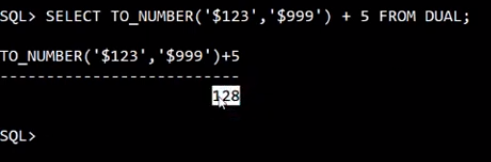 SQL> SELECT TO_NUMBER('$123','$999') + 5 FROM DUAL;
TO_NUMBER('$123','$999')+5
--------------------------
128
SQL>